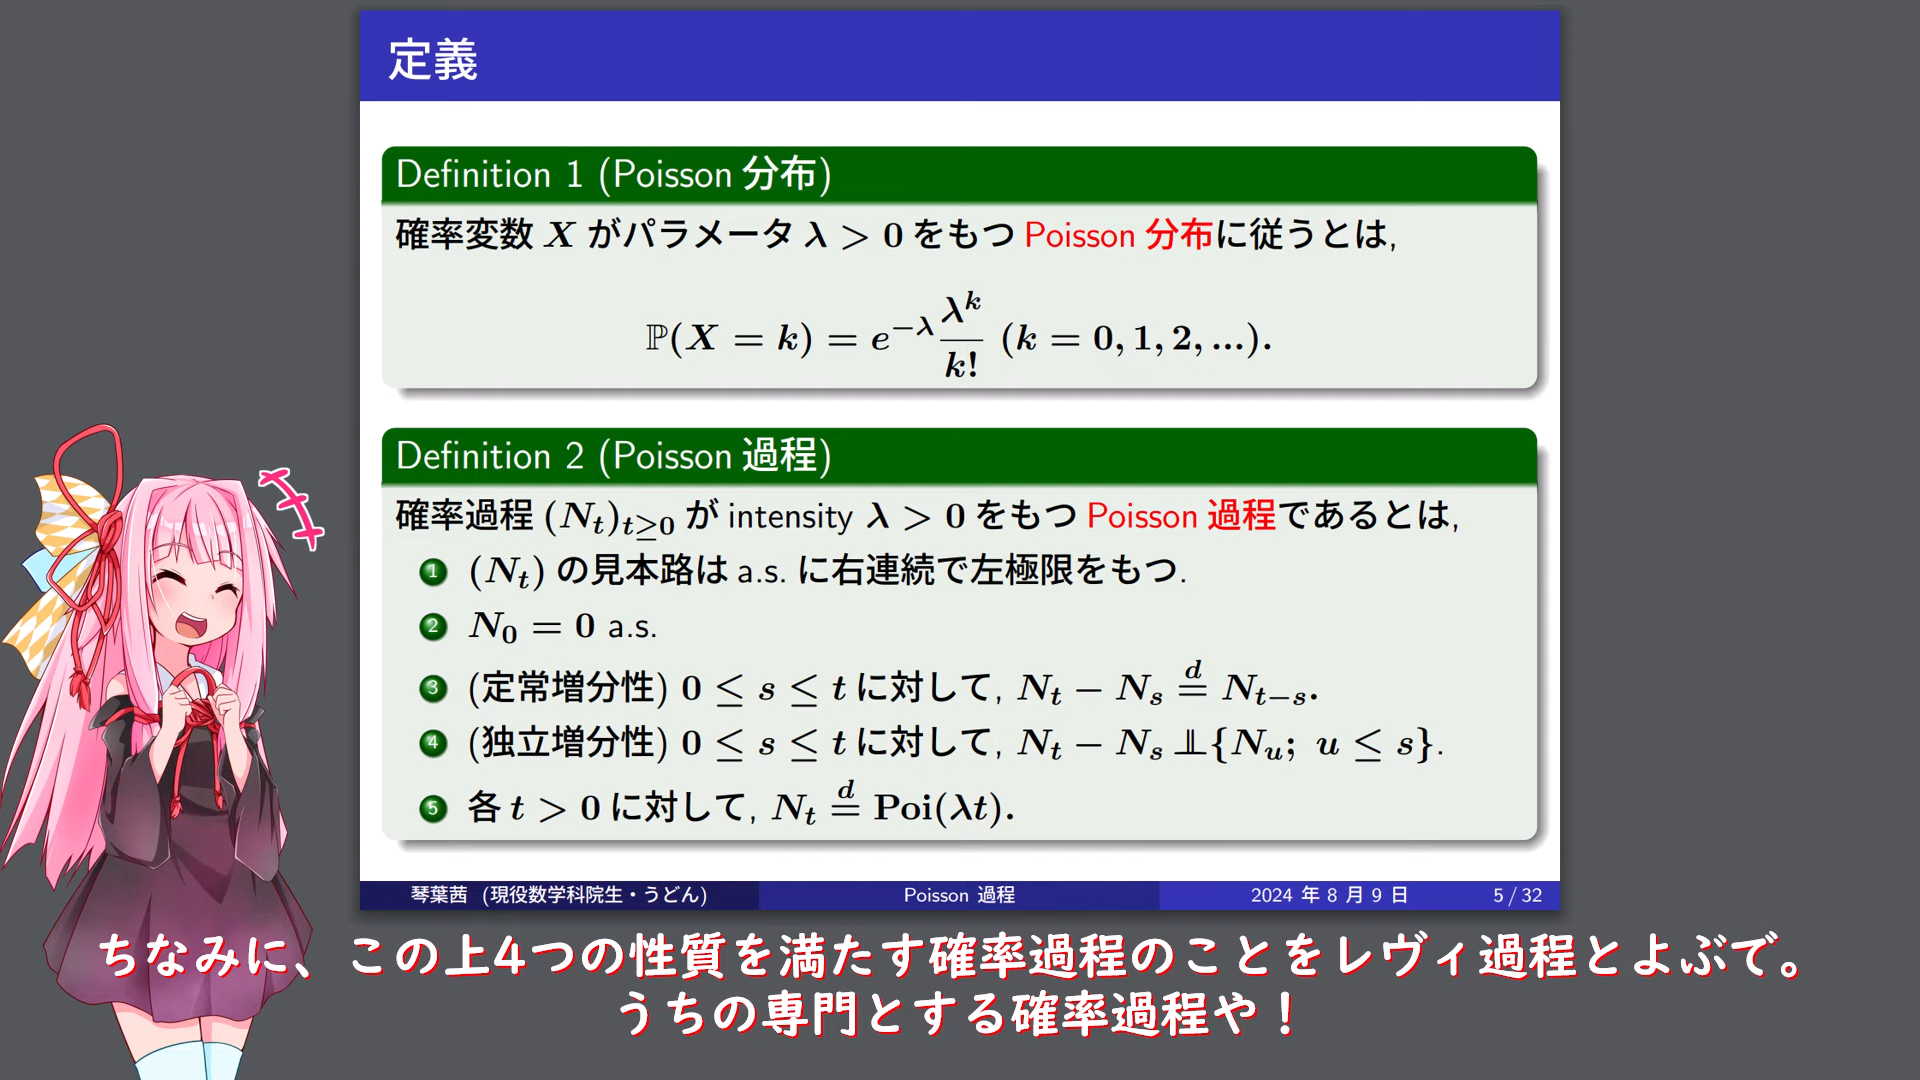 定義
Definition 1 (Poisson 分布)
確率変数 X がパラメータ λ > 0 をもつ Poisson 分布に従うとは,
ℙ(X = k) = e^{−λ} λ^k / k! (k = 0, 1, 2, ...).
Definition 2 (Poisson 過程)
確率過程 (N_t)_{t≥0} が intensity λ > 0 をもつ Poisson 過程であるとは,
1 (N_t) の見本路は a.s. に右連続で左極限をもつ.
2 N_0 = 0 a.s.
3 (定常増分性) 0 ≤ s ≤ t に対して, N_t − N_s =^d N_{t−s}.
4 (独立増分性) 0 ≤ s ≤ t に対して, N_t − N_s ⫫ {N_u; u ≤ s}.
5 各 t > 0 に対して, N_t =^d Poi(λt).
琴葉茜 (現役数学科院生・うどん) Poisson 過程 2024 年 8 月 9 日 5 / 32
ちなみに、この上4つの性質を満たす確率過程のことをレヴィ過程とよぶで。
うちの専門とする確率過程や！